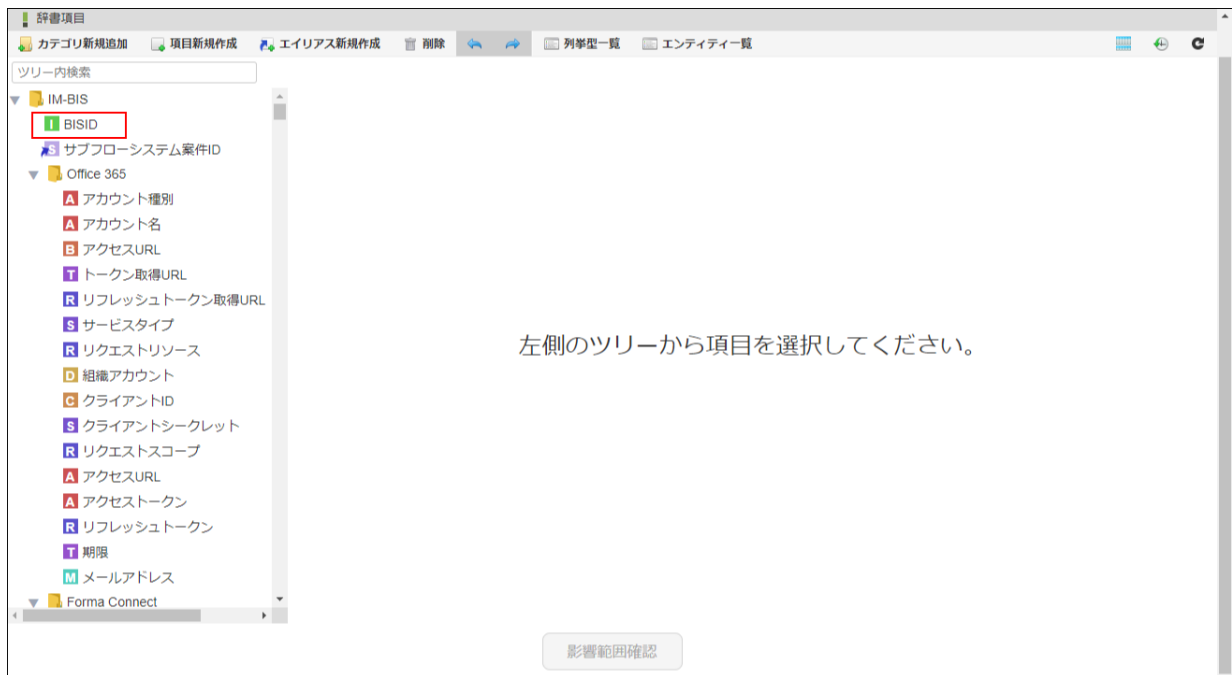 辞書項目
カテゴリ新規追加 項目新規作成 エイリアス新規作成 削除 列挙型一覧 エンティティ一覧
ツリー内検索
IM-BIS
I BISID
S サブフローシステム案件ID
Office 365
A アカウント種別
A アカウント名
B アクセスURL
T トークン取得URL
R リフレッシュトークン取得URL
S サービスタイプ
R リクエストリソース
D 組織アカウント
C クライアントID
S クライアントシークレット
R リクエストスコープ
A アクセスURL
A アクセストークン
R リフレッシュトークン
T 期限
M メールアドレス
Forma Connect
左側のツリーから項目を選択してください。
影響範囲確認